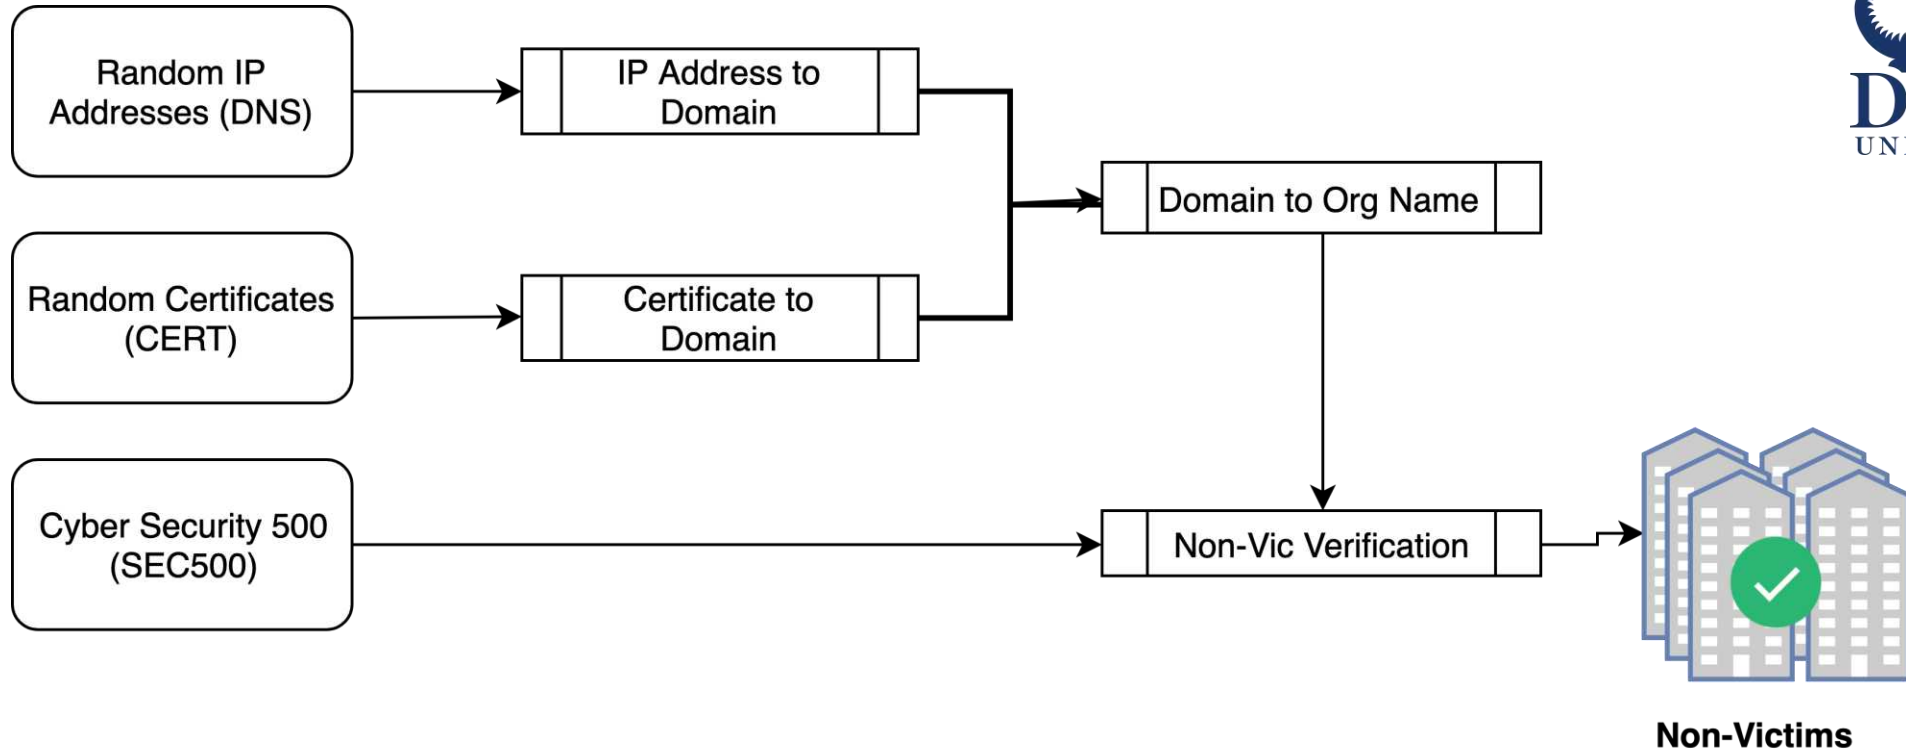 Random IP
Addresses (DNS)
IP Address to
Domain
Domain to Org Name
Random Certificates
(CERT)
Certificate to
Domain
Cyber Security 500
(SEC500)
Non-Vic Verification
Non-Victims